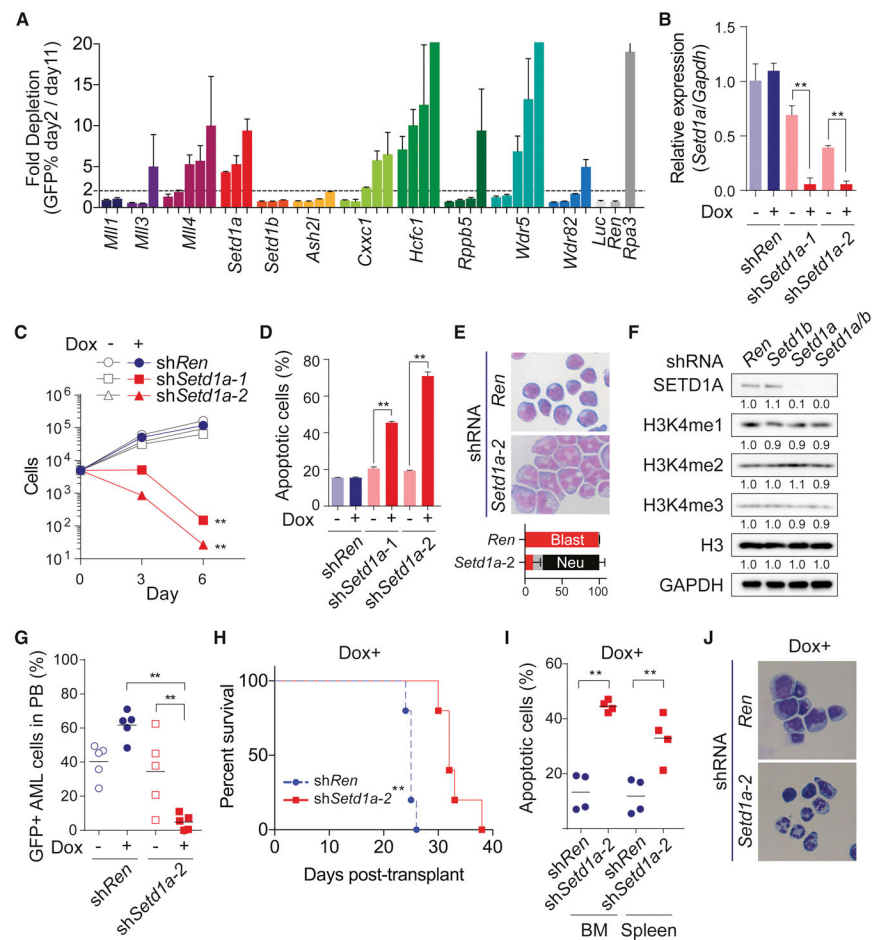 A
Fold Depletion
(GFP% day2 / day11)
20
15
10
5
2
0
Mll1
Mll3
Mll4
Setd1a
Setd1b
Ash2l
Cxxc1
Hcfc1
Rppb5
Wdr5
Wdr82
Luc
Ren
Rpa3
B
Relative expression
(Setd1a/Gapdh)
1.5
1.0
0.5
0.0
**
**
Dox - + - + - +
shRen
shSetd1a-1
shSetd1a-2
C
Dox - +
shRen
shSetd1a-1
shSetd1a-2
Cells
10^6
10^5
10^4
10^3
10^2
10^1
**
**
0 3 6
Day
D
Apoptotic cells (%)
80
60
40
20
0
**
**
- + - + - + Dox
shRen
shSetd1a-1
shSetd1a-2
E
shRNA
Ren
Setd1a-2
Ren Blast
Setd1a-2 Neu
0 50 100
F
shRNA Ren Setd1b Setd1a Setd1a/b
SETD1A
1.0 1.1 0.1 0.0
H3K4me1
1.0 0.9 0.9 0.9
H3K4me2
1.0 1.0 1.1 0.9
H3K4me3
1.0 1.0 0.9 0.9
H3
1.0 1.0 1.0 1.0
GAPDH
G
GFP+ AML cells in PB (%)
100
80
60
40
20
0
**
**
Dox - + - +
shRen
shSetd1a-2
H
Dox+
Percent survival
100
50
0
shRen
shSetd1a-2
**
0 10 20 30 40
Days post-transplant
I
Dox+
Apoptotic cells (%)
60
40
20
0
**
**
shRen
shSetd1a-2
shRen
shSetd1a-2
BM Spleen
J
Dox+
shRNA
Ren
Setd1a-2